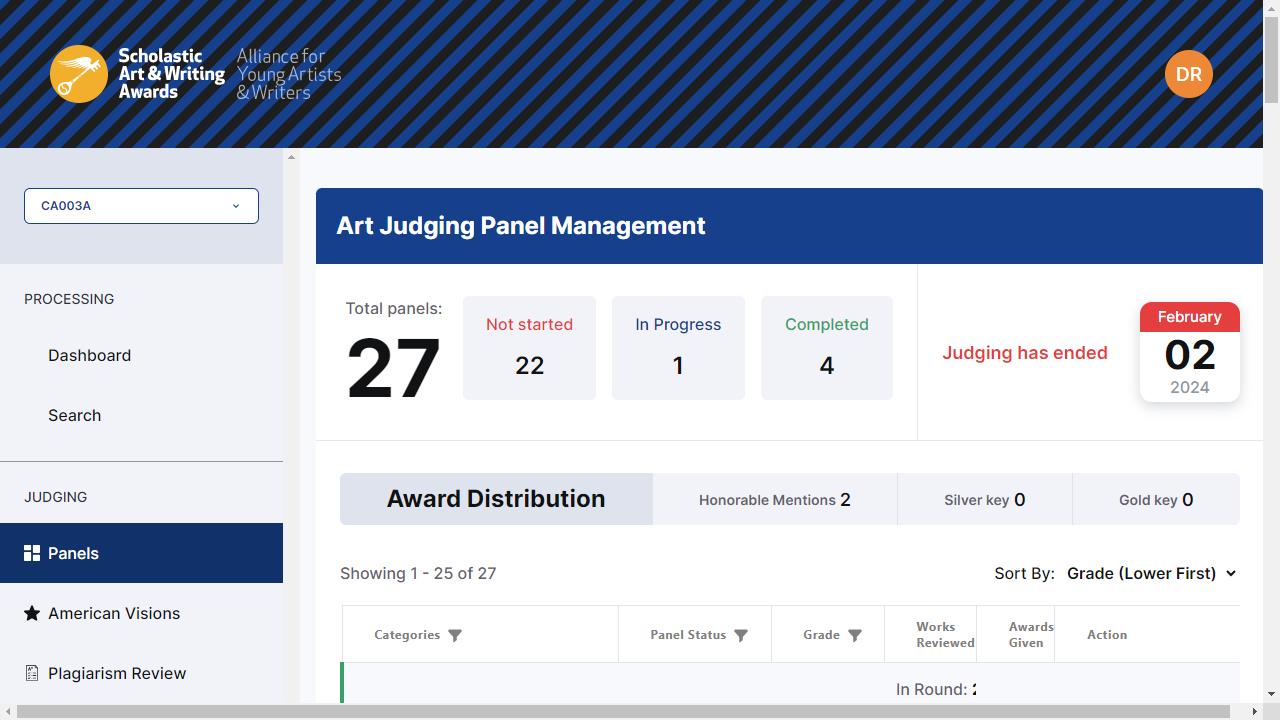 Scholastic
Art & Writing
Awards
Alliance for
Young Artists
& Writers
DR
CA003A
PROCESSING
Dashboard
Search
JUDGING
Panels
American Visions
Plagiarism Review
Art Judging Panel Management
Total panels:
27
Not started
22
In Progress
1
Completed
4
Judging has ended
February
02
2024
Award Distribution
Honorable Mentions 2
Silver key 0
Gold key 0
Showing 1 - 25 of 27
Sort By: Grade (Lower First)
Categories
Panel Status
Grade
Works
Reviewed
Awards
Given
Action
In Round: